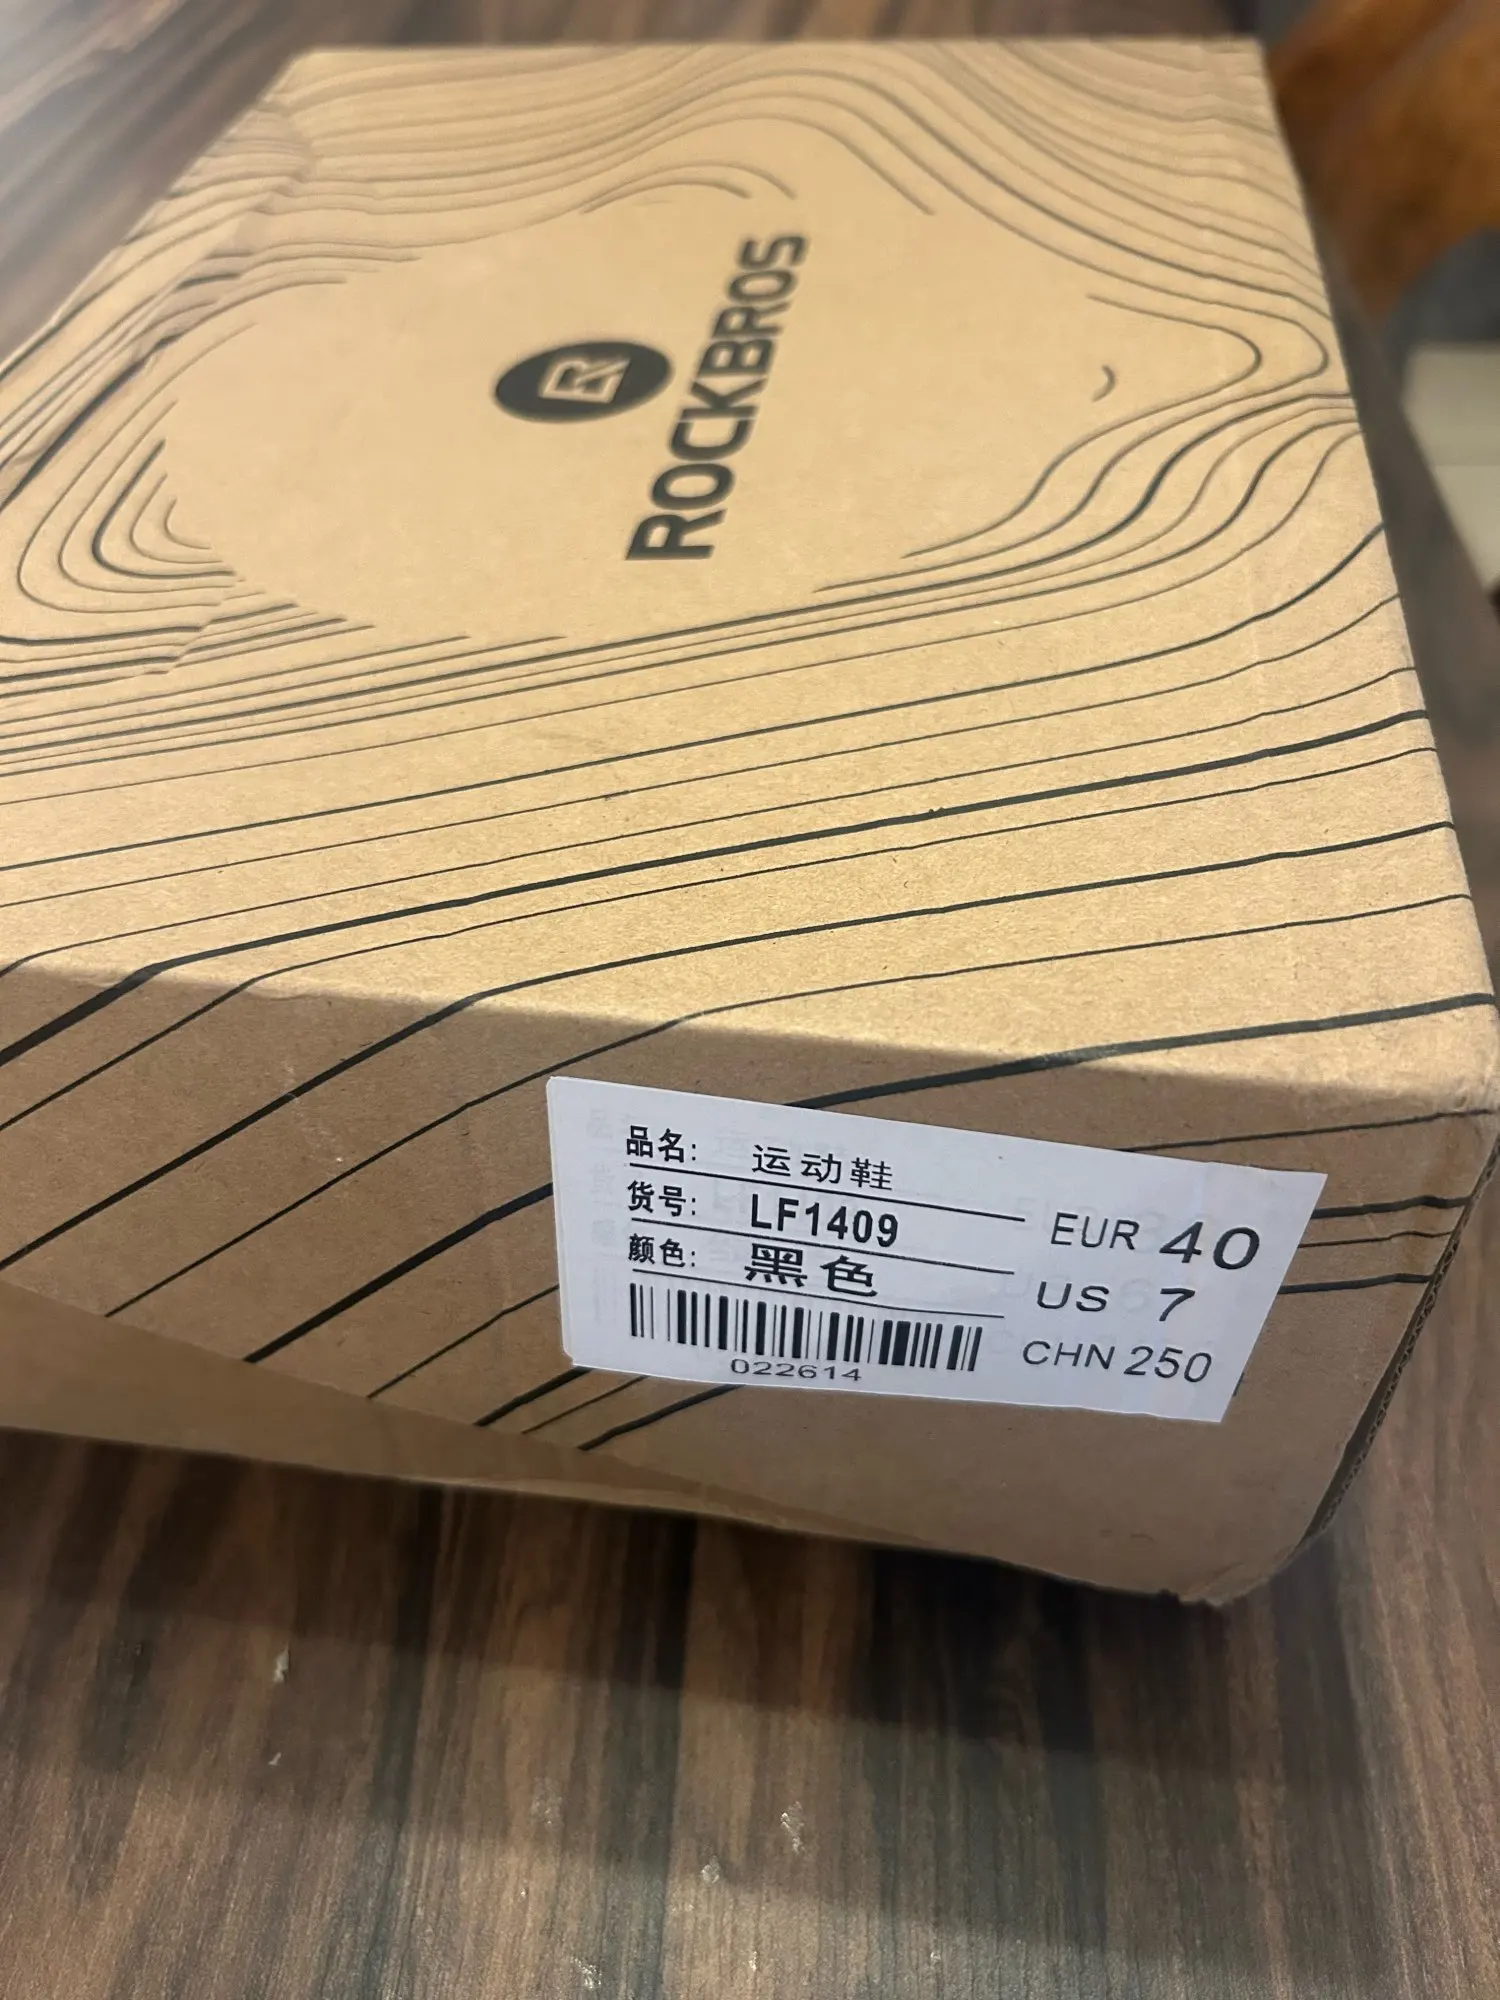 ROCKBROS
品名: 运动鞋
货号: LF1409
颜色: 黑色
022614
EUR 40
US 7
CHN 250